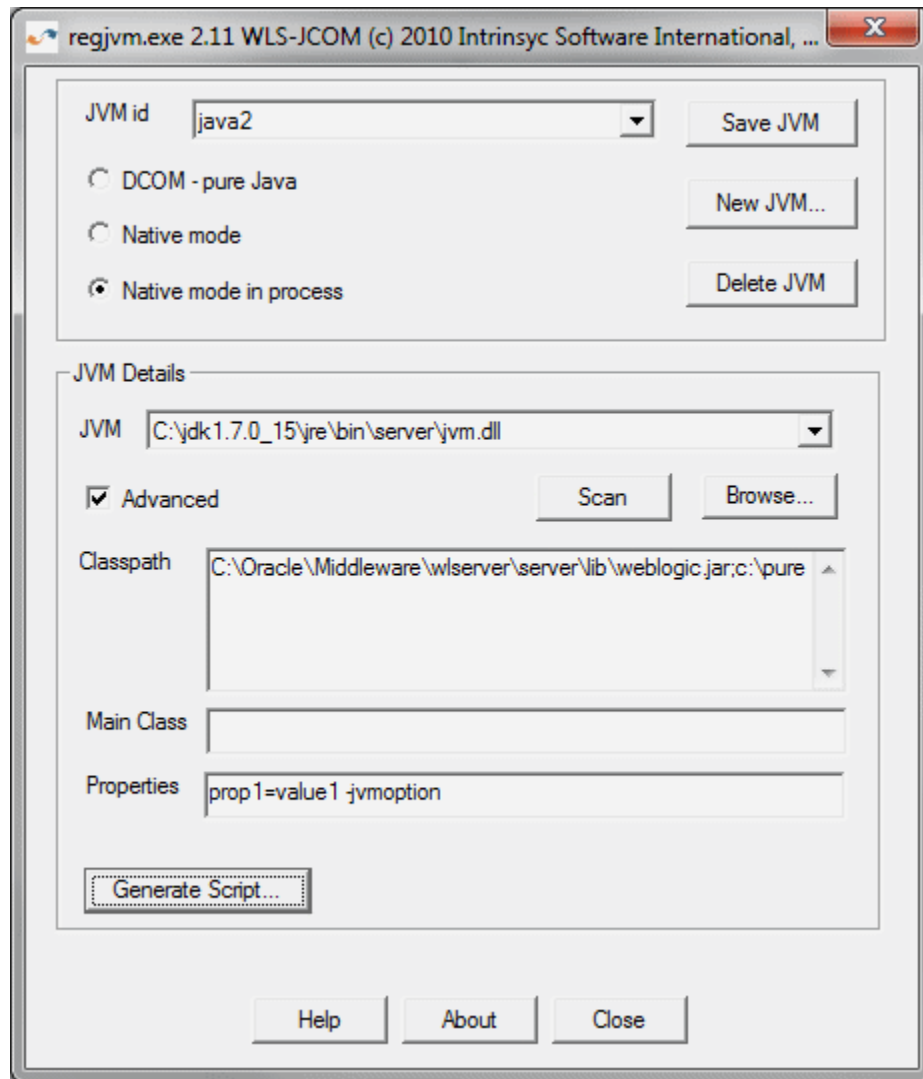 regjvm.exe 2.11 WLS-JCOM (c) 2010 Intrinsyc Software International, ...
JVM id
java2
Save JVM
DCOM - pure Java
New JVM...
Native mode
Native mode in process
Delete JVM
JVM Details
JVM
C:\jdk1.7.0_15\jre\bin\server\jvm.dll
Advanced
Scan
Browse...
Classpath
C:\Oracle\Middleware\wlserver\server\lib\weblogic.jar;c:\pure
Main Class
Properties
prop1=value1 -jvmoption
Generate Script...
Help
About
Close